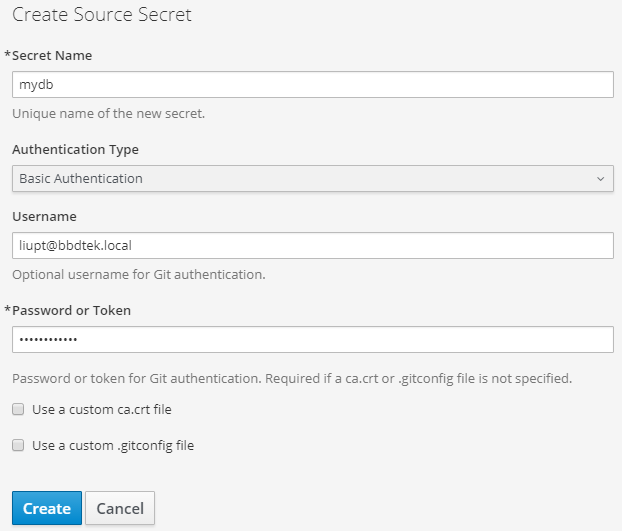 Create Source Secret
*Secret Name
mydb
Unique name of the new secret.
Authentication Type
Basic Authentication
Username
liupt@bbdtek.local
Optional username for Git authentication.
*Password or Token
••••••••••••
Password or token for Git authentication. Required if a ca.crt or .gitconfig file is not specified.
Use a custom ca.crt file
Use a custom .gitconfig file
Create Cancel